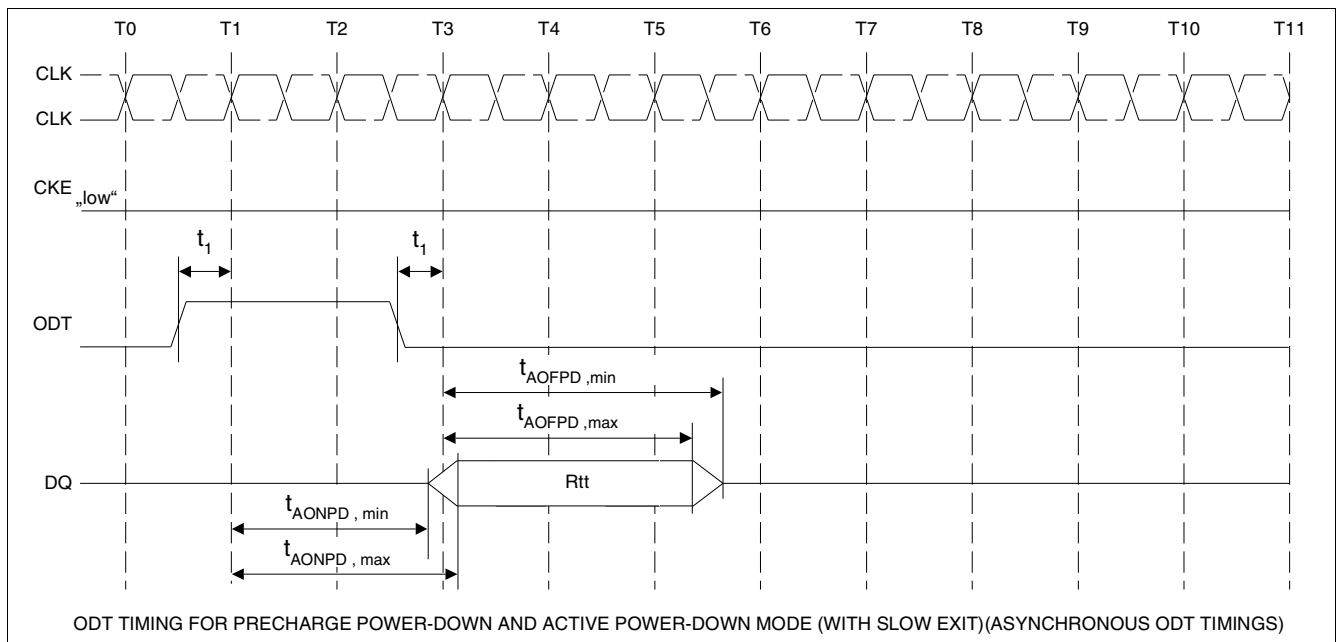 T0 T1 T2 T3 T4 T5 T6 T7 T8 T9 T10 T11
CLK
CLK
CKE „low“
t1 t1
ODT
tAOFPD ,min
tAOFPD ,max
DQ Rtt
tAONPD , min
tAONPD , max
ODT TIMING FOR PRECHARGE POWER-DOWN AND ACTIVE POWER-DOWN MODE (WITH SLOW EXIT)(ASYNCHRONOUS ODT TIMINGS)